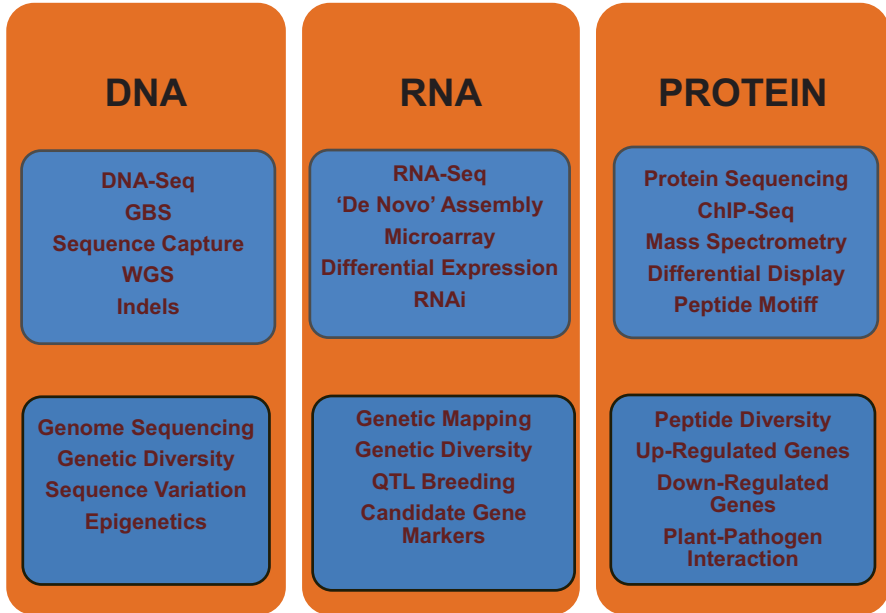 DNA
DNA-Seq
GBS
Sequence Capture
WGS
Indels
Genome Sequencing
Genetic Diversity
Sequence Variation
Epigenetics
RNA
RNA-Seq
‘De Novo’ Assembly
Microarray
Differential Expression
RNAi
Genetic Mapping
Genetic Diversity
QTL Breeding
Candidate Gene
Markers
PROTEIN
Protein Sequencing
ChIP-Seq
Mass Spectrometry
Differential Display
Peptide Motiff
Peptide Diversity
Up-Regulated Genes
Down-Regulated
Genes
Plant-Pathogen
Interaction